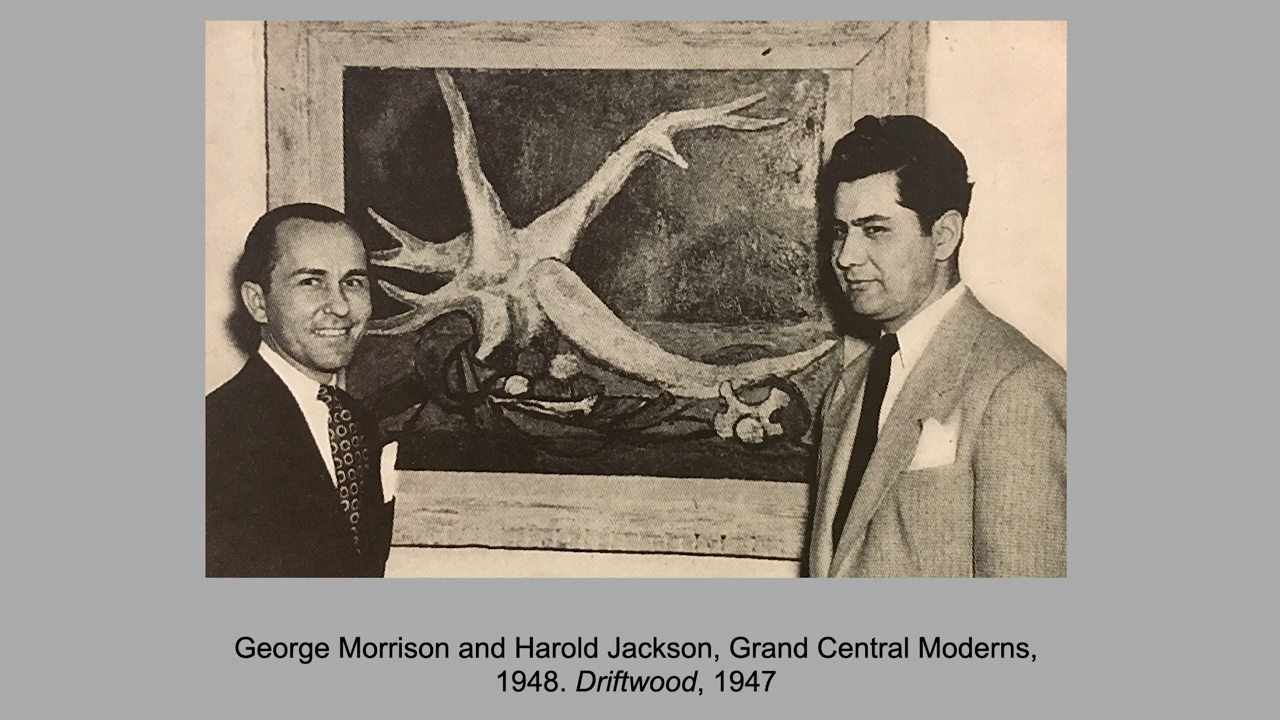 George Morrison and Harold Jackson, Grand Central Moderns,
1948. Driftwood, 1947